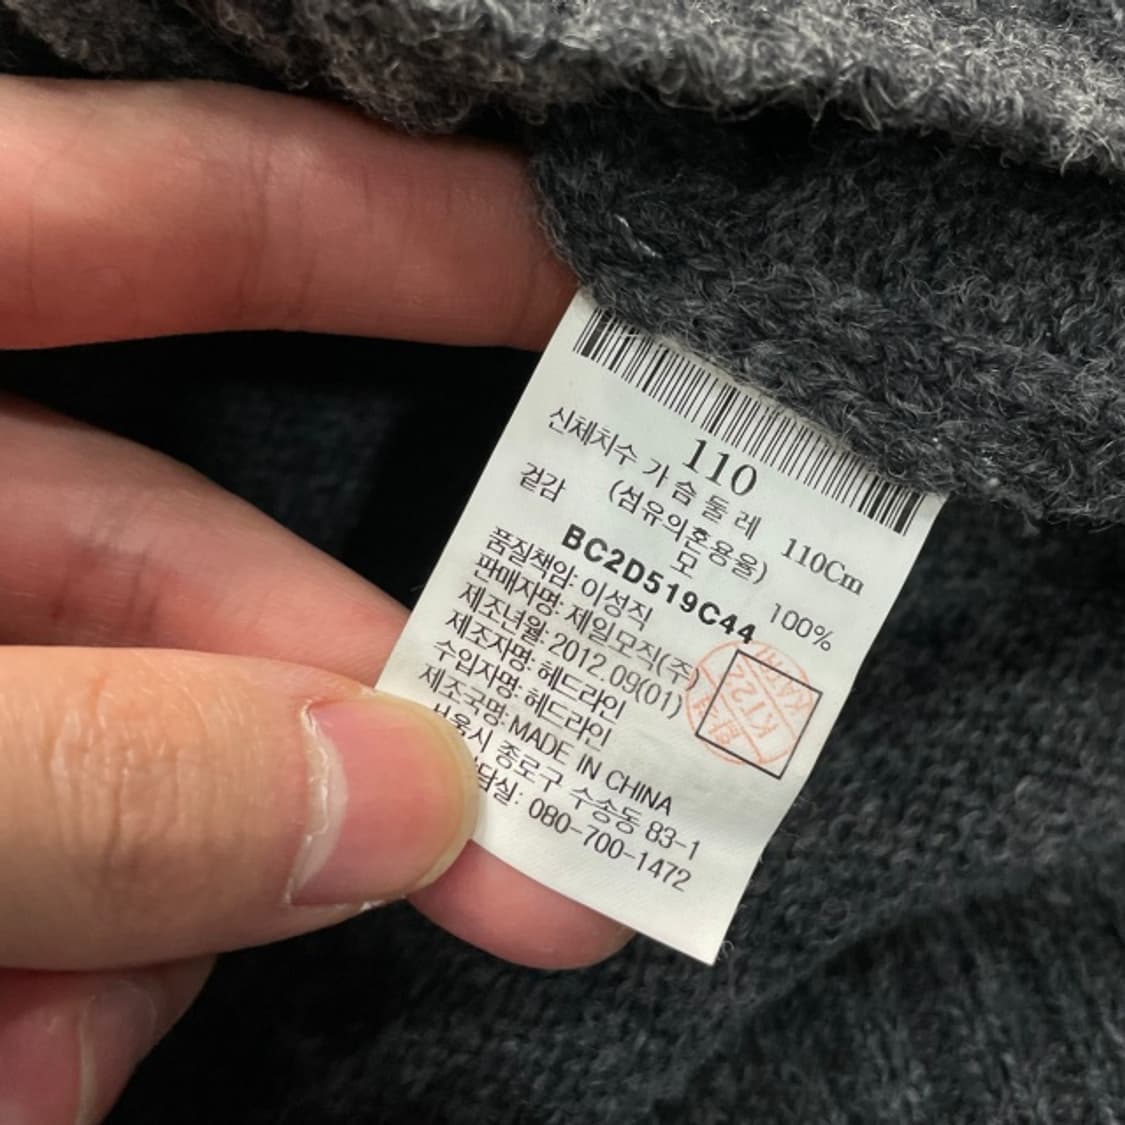 110
신체치수 가슴둘레 110Cm
(섬유의혼용율)
겉감 모 100%
BC2D519C44
품질책임: 이성직
판매자명: 제일모직(주)
제조년월: 2012.09(01)
제조자명: 헤드라인
수입자명: 헤드라인
제조국명: MADE IN CHINA
서울시 종로구 수송동 83-1
담실: 080-700-1472